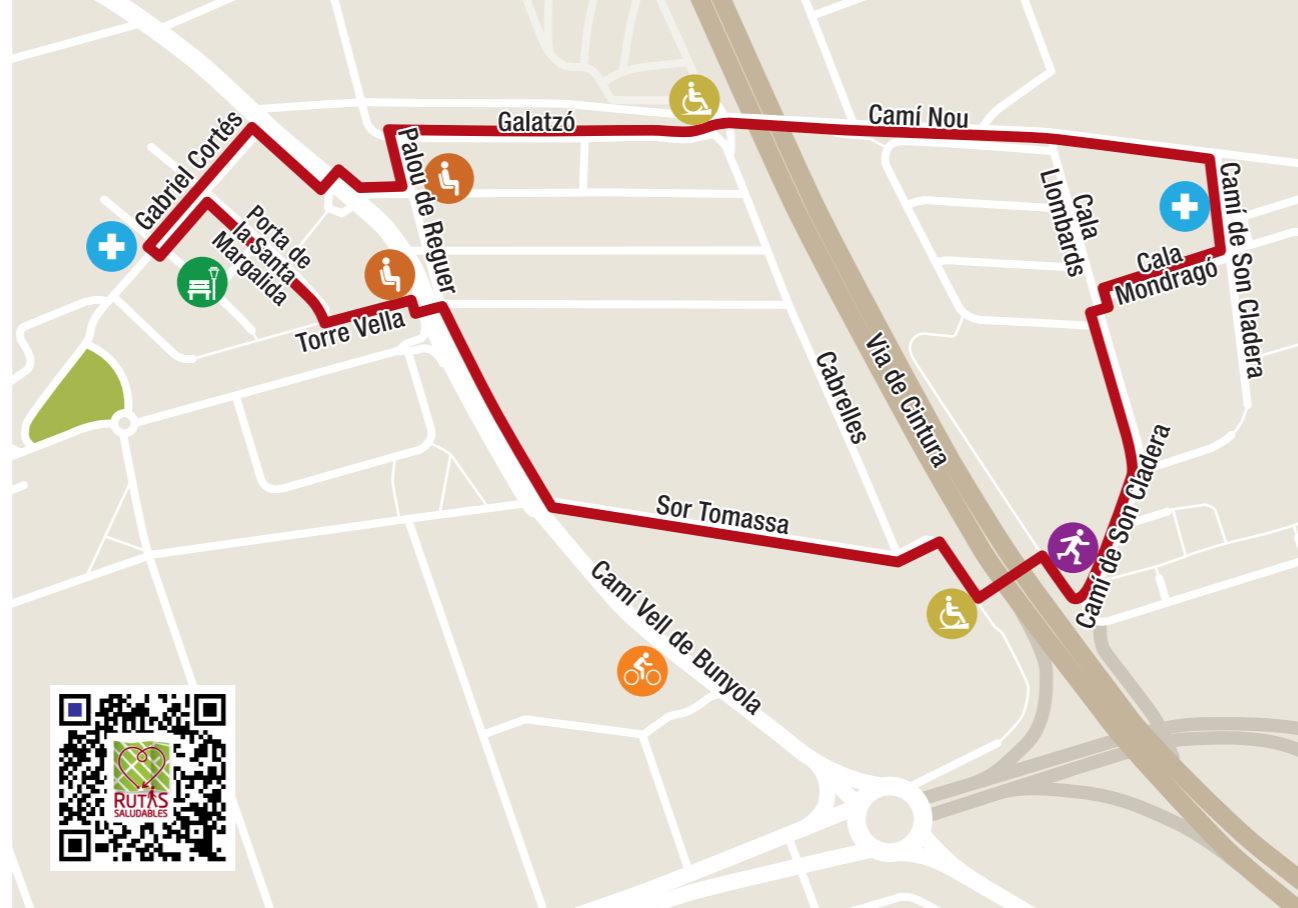 Galatzó
Camí Nou
Gabriel Cortés
Palou de Reguer
Porta de
la Santa
Margalida
Torre Vella
Cala
Llombards
Cala
Mondragó
Camí de Son Cladera
Via de Cintura
Cabrelles
Sor Tomassa
Camí de Son Cladera
Camí Vell de Bunyola
RUTAS
SALUDABLES